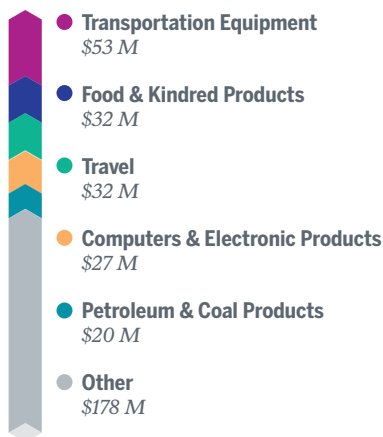 Transportation Equipment
$53 M
Food & Kindred Products
$32 M
Travel
$32 M
Computers & Electronic Products
$27 M
Petroleum & Coal Products
$20 M
Other
$178 M